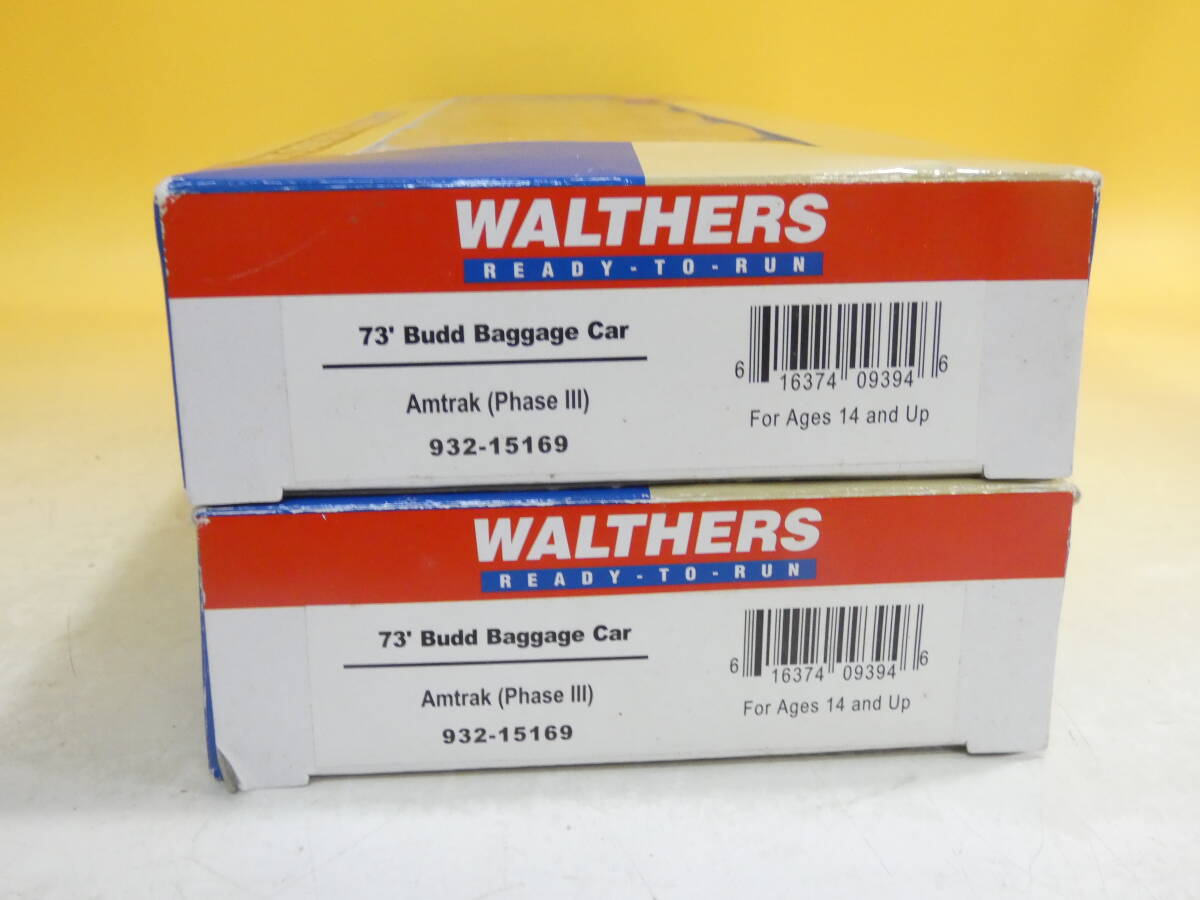 WALTHERS
READY-TO-RUN
73' Budd Baggage Car
Amtrak (Phase III)
932-15169
6 16374 09394 6
For Ages 14 and Up
WALTHERS
READY-TO-RUN
73' Budd Baggage Car
Amtrak (Phase III)
932-15169
6 16374 09394 6
For Ages 14 and Up